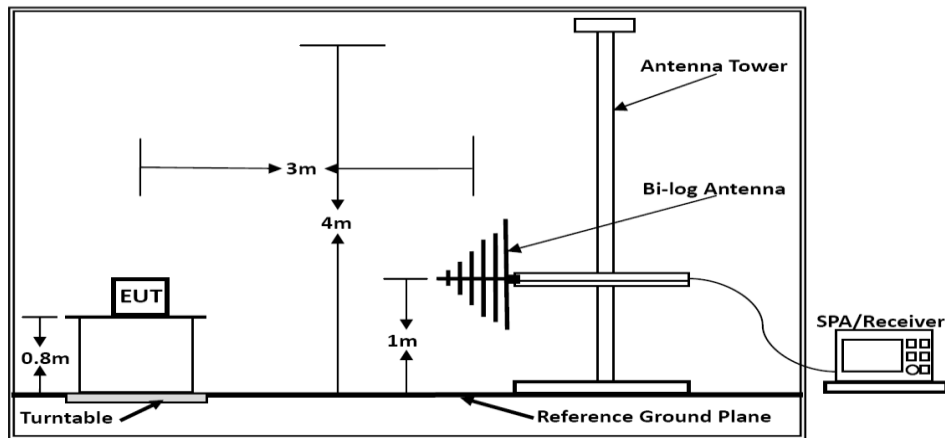 Antenna Tower
3m
Bi-log Antenna
4m
EUT
SPA/Receiver
0.8m
1m
Turntable
Reference Ground Plane